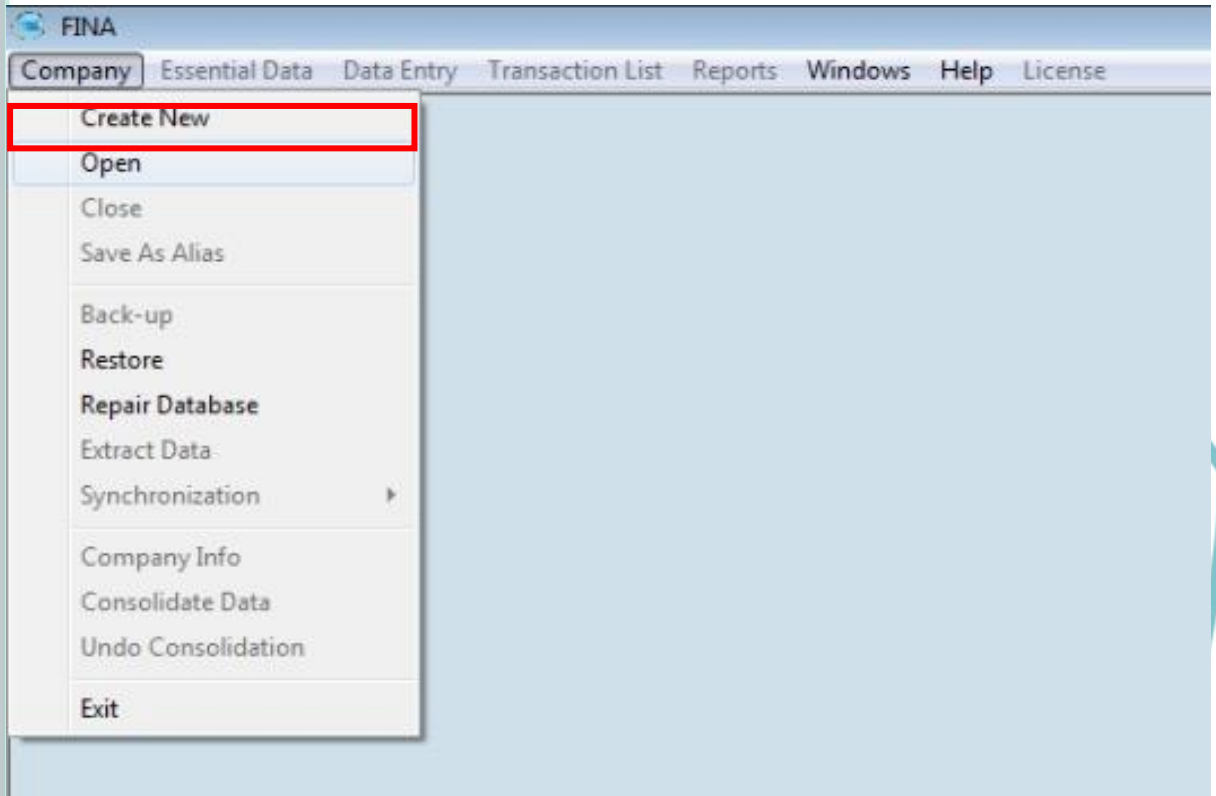 FINA
Company Essential Data Data Entry Transaction List Reports Windows Help License
Create New
Open
Close
Save As Alias
Back-up
Restore
Repair Database
Extract Data
Synchronization
Company Info
Consolidate Data
Undo Consolidation
Exit